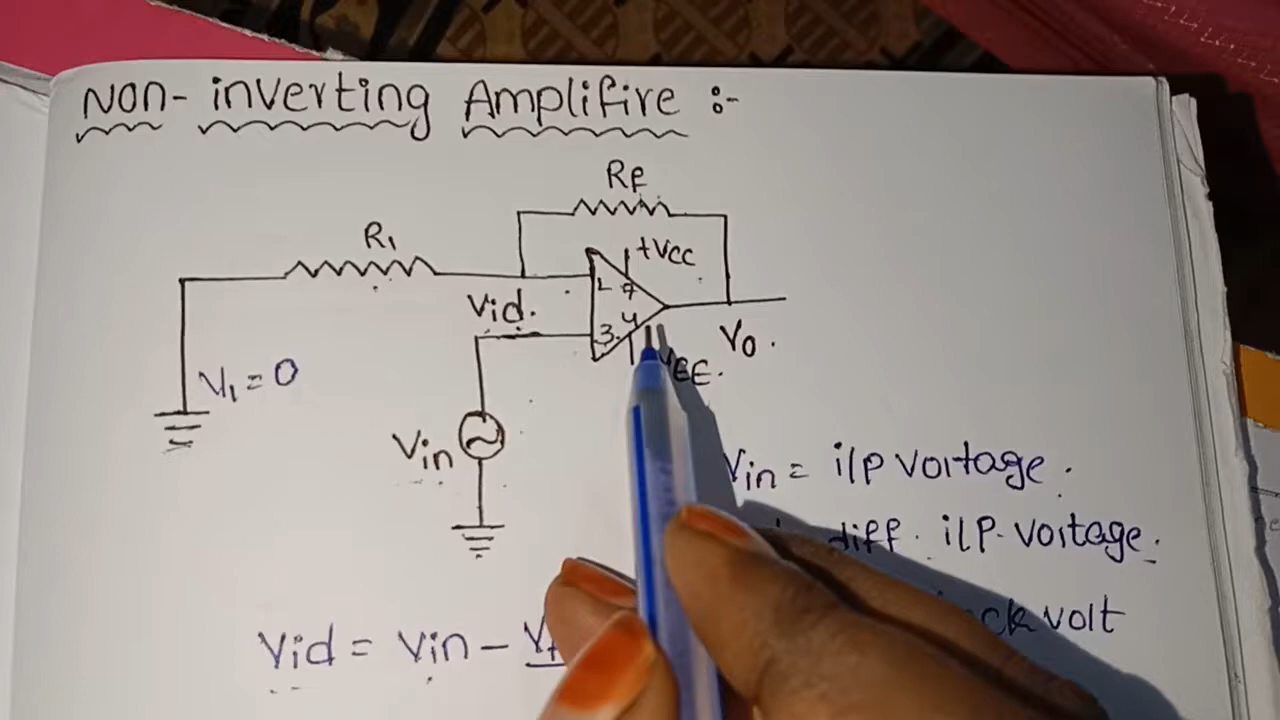 Non-inverting Amplifire :-
Rf
R1
+Vcc
7
Vid.
4
3
VEE.
Vo.
V1 = 0
Vin
Vin = i/p voltage.
diff. i/p. voltage.
Vid = Vin - Vf
volt